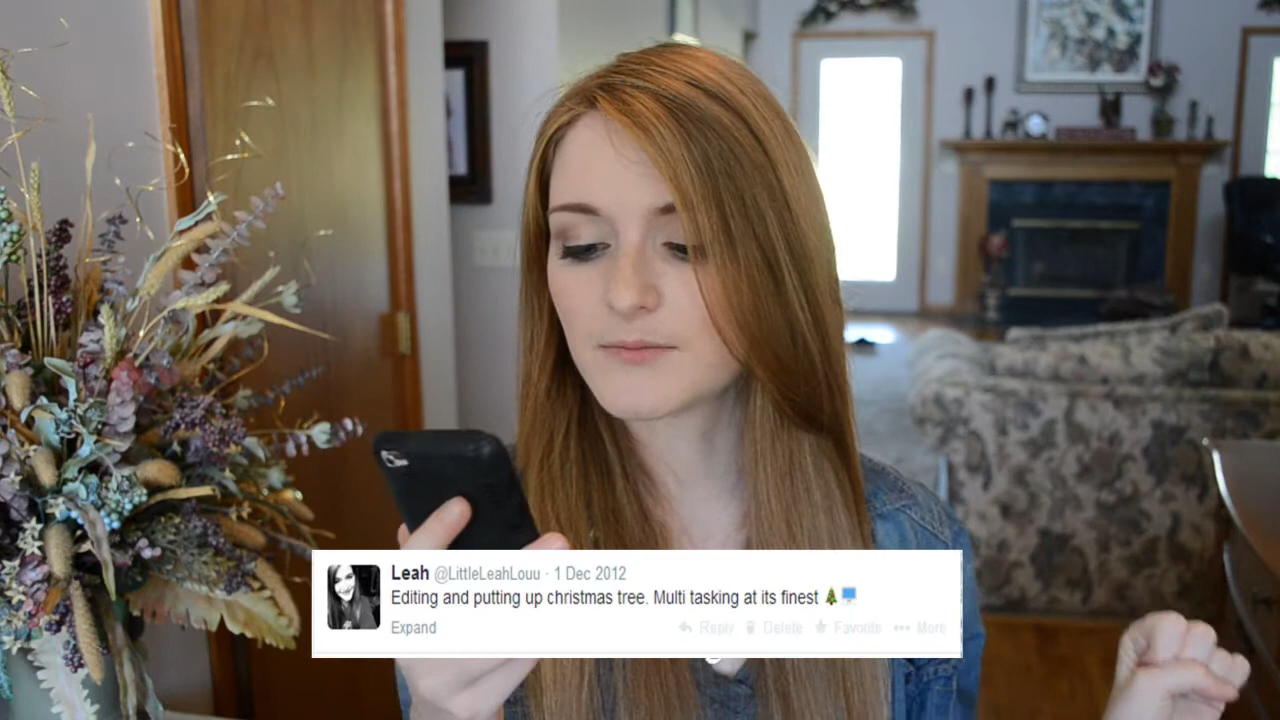 Leah @LittleLeahLouu · 1 Dec 2012
Editing and putting up christmas tree. Multi tasking at its finest 🎄🖥
Expand Reply Delete Favorite More